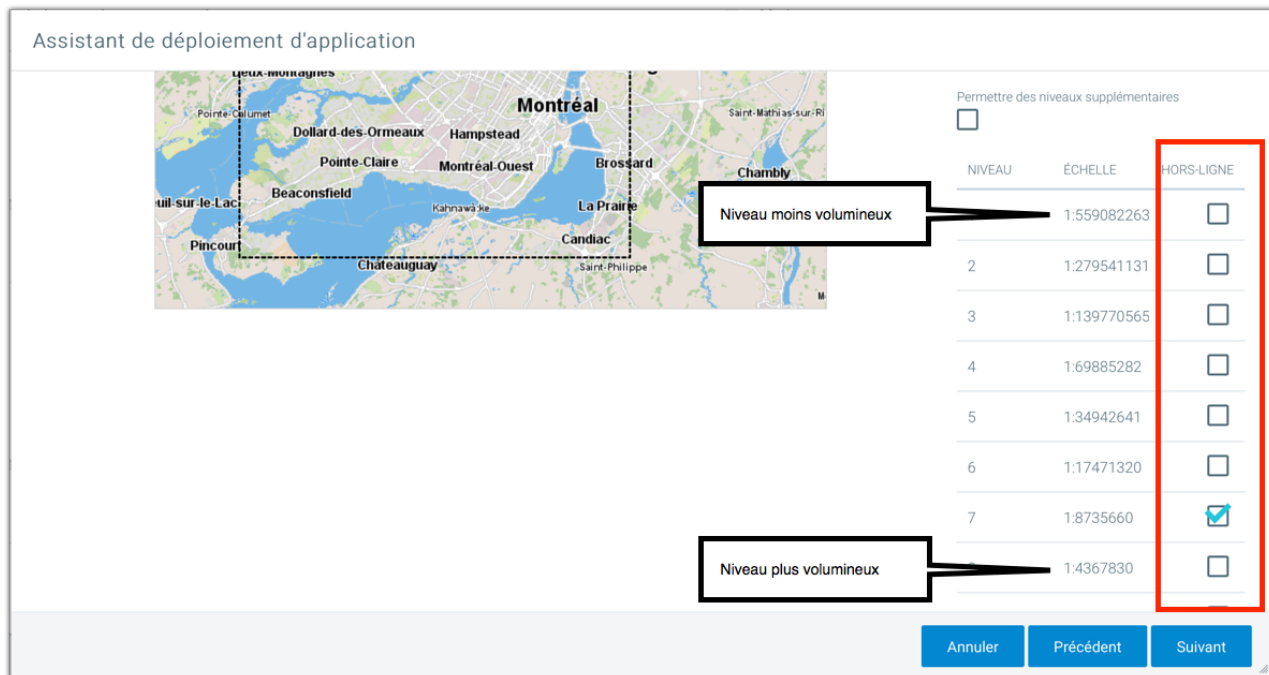 Assistant de déploiement d'application
Deux-Montagnes
Pointe-Calumet
Montréal
Saint-Mathias-sur-Ri
Dollard-des-Ormeaux
Hampstead
Pointe-Claire
Montréal-Ouest
Brossard
Chambly
Beaconsfield
uil-sur-le-Lac
Kahnawà:ke
La Prairie
Pincourt
Candiac
Châteauguay
Saint-Philippe
M
Permettre des niveaux supplémentaires
NIVEAU ÉCHELLE HORS-LIGNE
Niveau moins volumineux
1:559082263
2 1:279541131
3 1:139770565
4 1:69885282
5 1:34942641
6 1:17471320
7 1:8735660
Niveau plus volumineux
1:4367830
Annuler Précédent Suivant